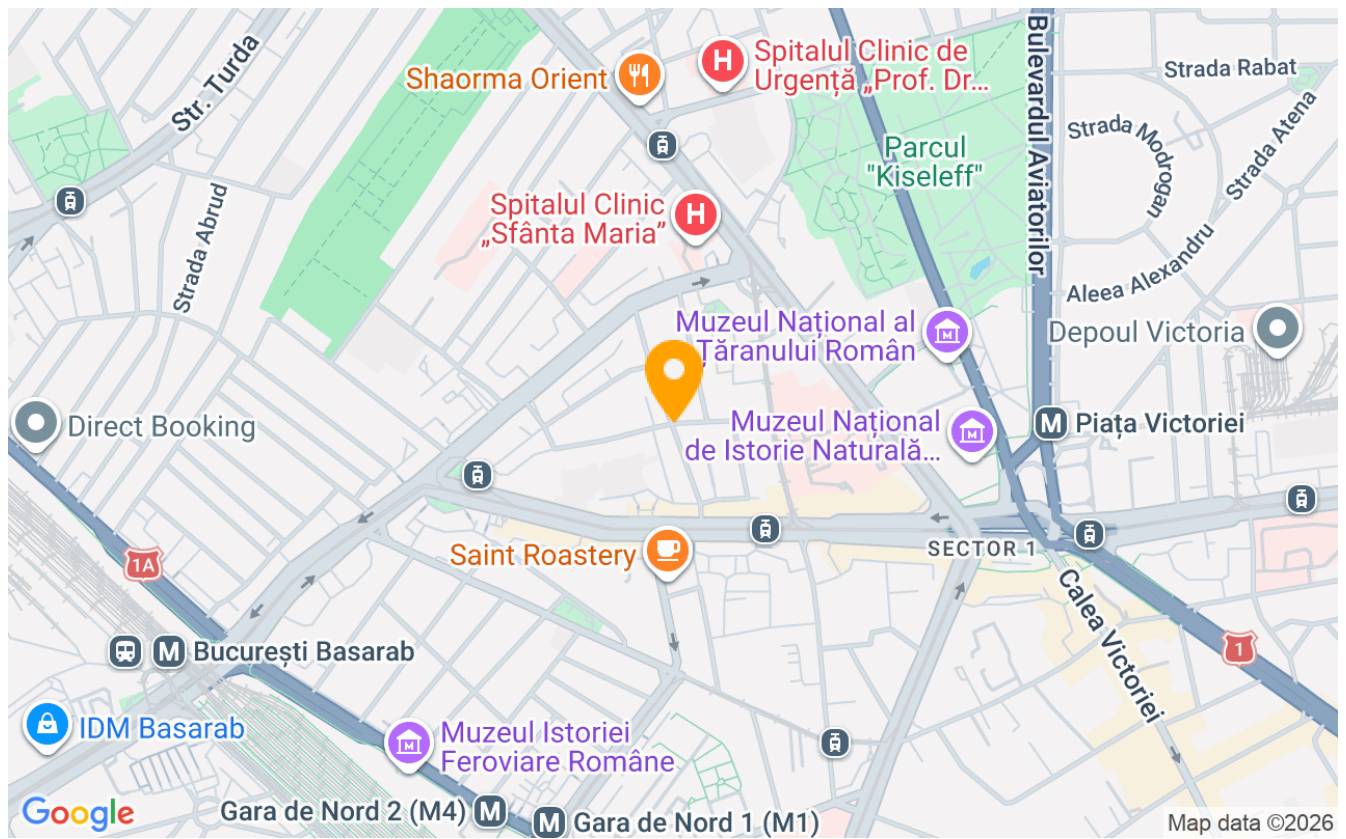 Str. Turda
Shaorma Orient
H
Spitalul Clinic de
Urgență „Prof. Dr...
Bulevardul Aviatorilor
Strada Rabat
Strada Modrogan
Strada Atena
Parcul
"Kiseleff"
Strada Abrud
Spitalul Clinic
„Sfânta Maria”
H
Aleea Alexandru
Muzeul Național al
Țăranului Român
M
Depoul Victoria
Direct Booking
Muzeul Național
de Istorie Naturală...
M
M Piața Victoriei
Saint Roastery
SECTOR 1
1A
Calea Victoriei
M București Basarab
1
IDM Basarab
M
Muzeul Istoriei
Feroviare Române
Google
Gara de Nord 2 (M4) M
M Gara de Nord 1 (M1)
Map data ©2026